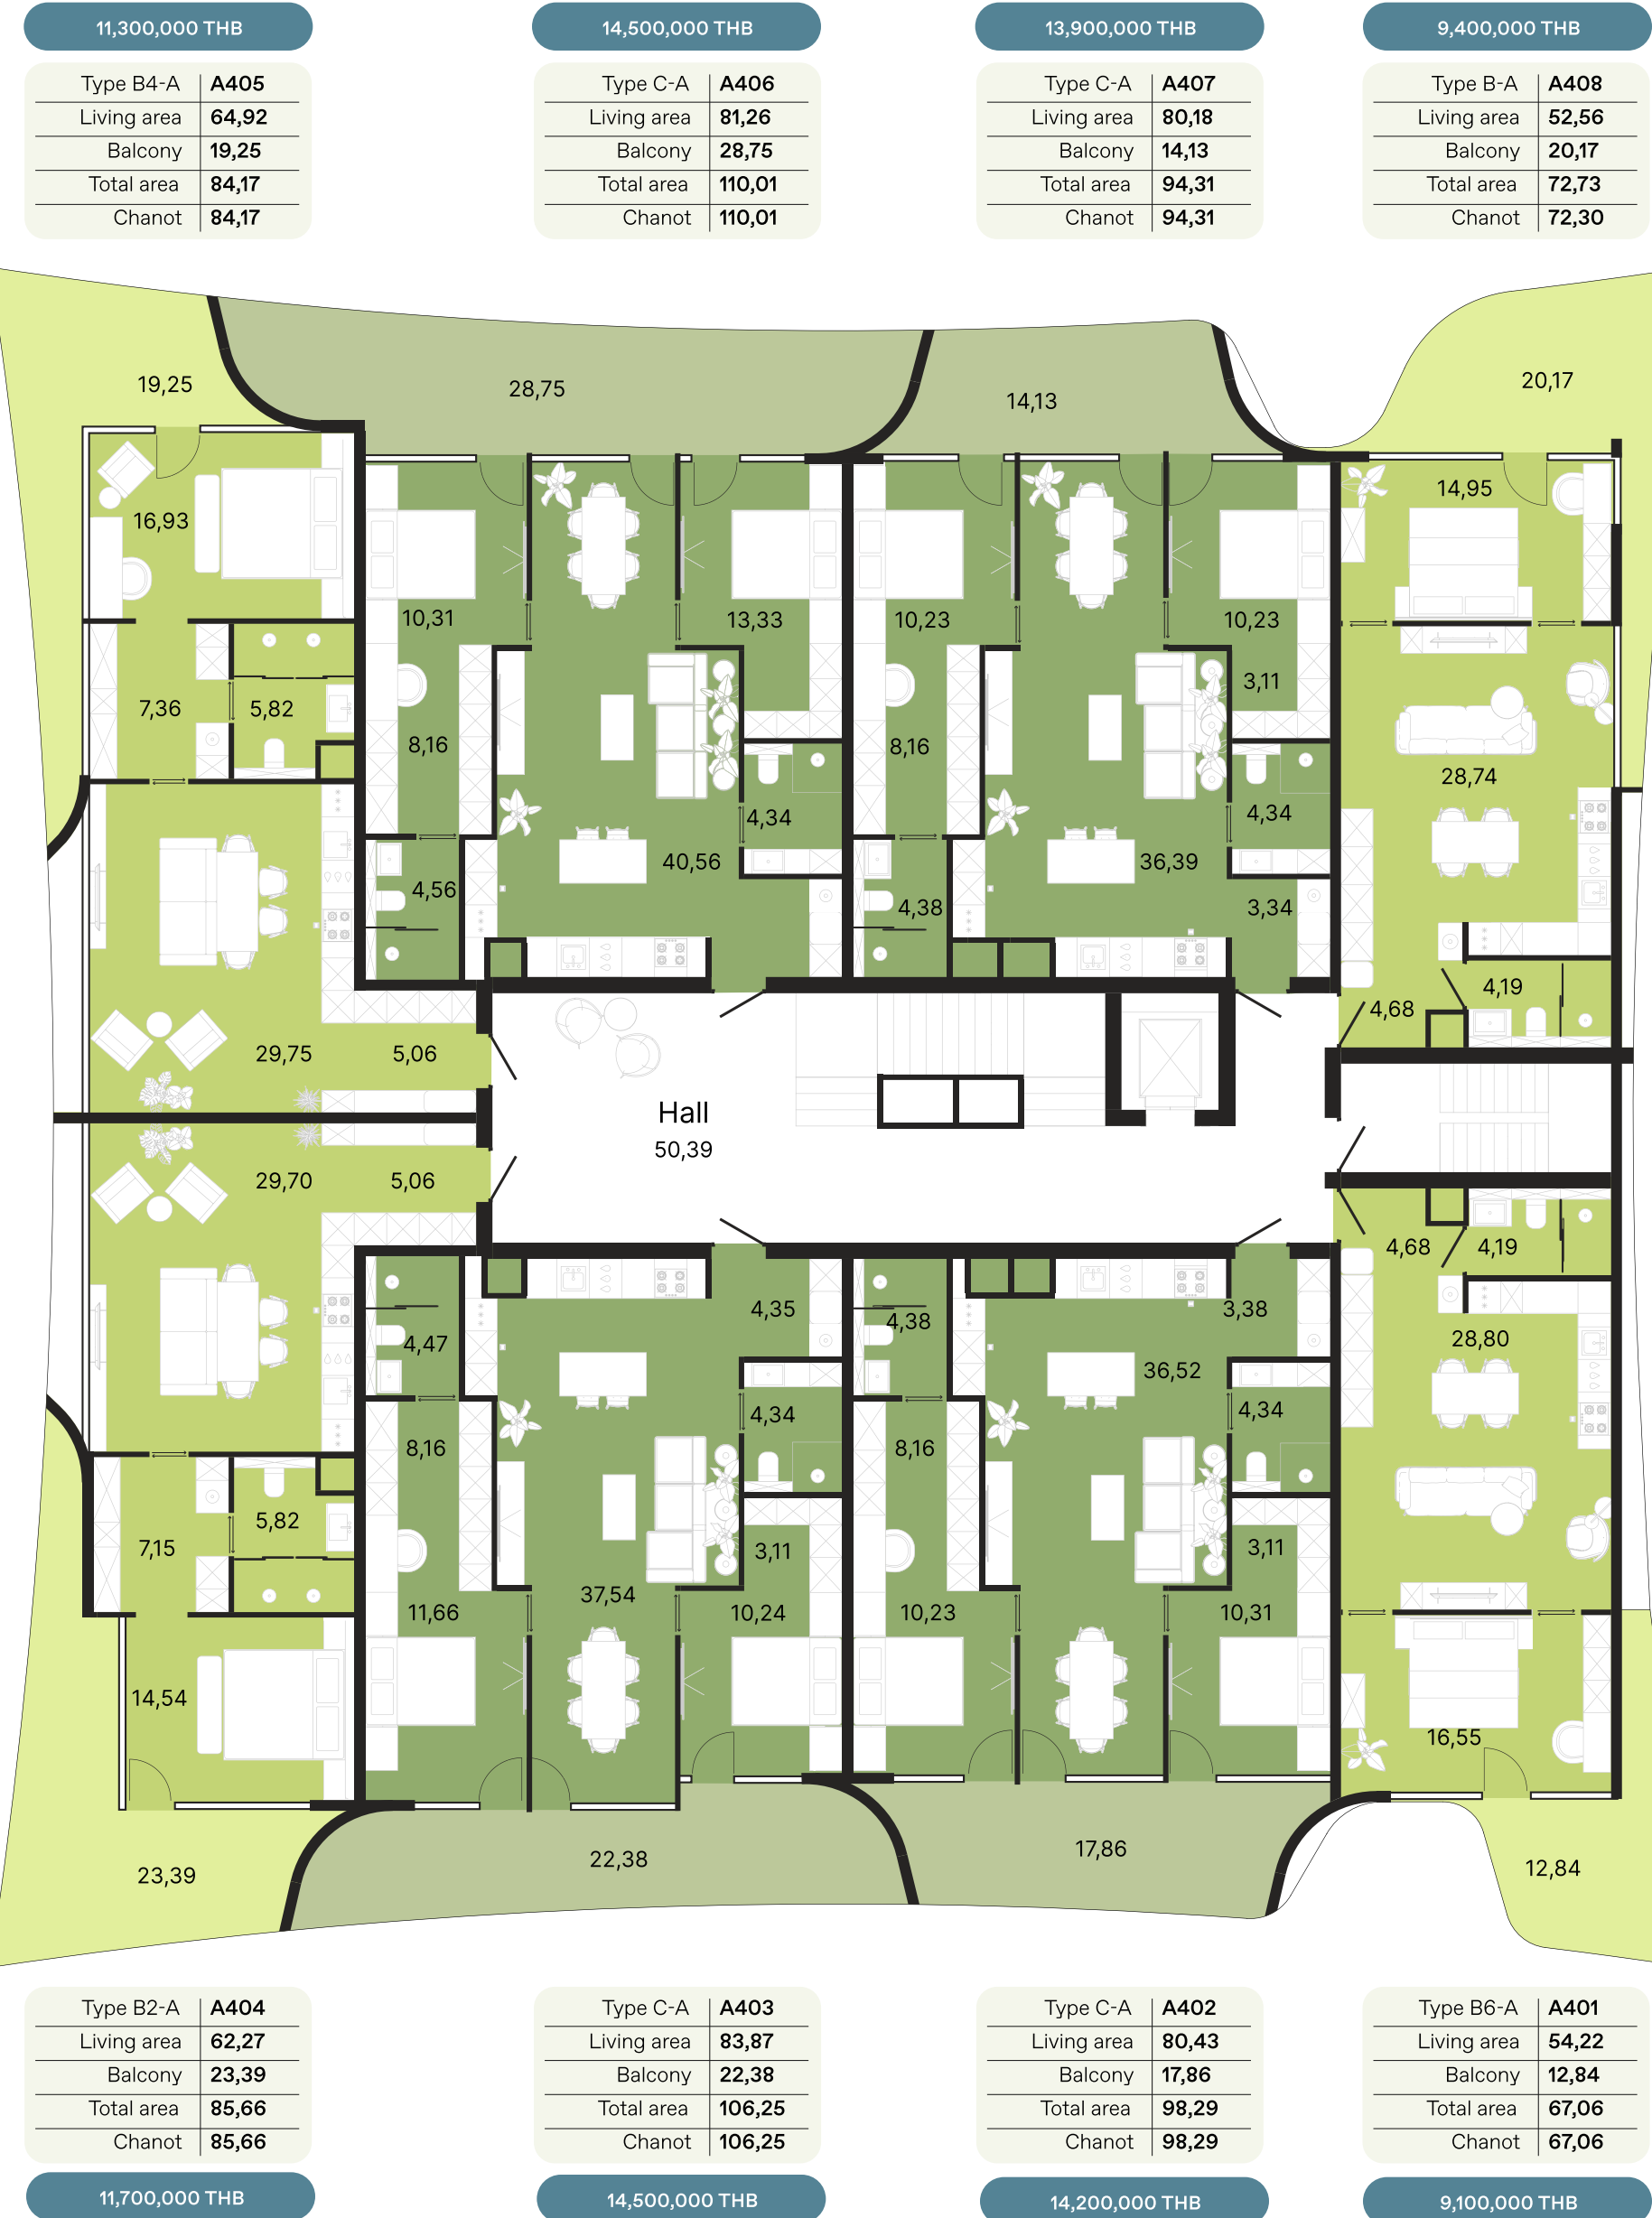 11,300,000 THB
14,500,000 THB
13,900,000 THB
9,400,000 THB
Type B4-A A405
Living area 64,92
Balcony 19,25
Total area 84,17
Chanot 84,17
Type C-A A406
Living area 81,26
Balcony 28,75
Total area 110,01
Chanot 110,01
Type C-A A407
Living area 80,18
Balcony 14,13
Total area 94,31
Chanot 94,31
Type B-A A408
Living area 52,56
Balcony 20,17
Total area 72,73
Chanot 72,30
19,25
28,75
14,13
20,17
16,93
14,95
10,31
13,33
10,23
10,23
3,11
7,36
5,82
8,16
8,16
28,74
4,34
4,34
40,56
36,39
4,56
4,38
3,34
4,19
4,68
29,75
5,06
Hall
50,39
29,70
5,06
4,68
4,19
4,35
4,38
3,38
4,47
28,80
36,52
4,34
4,34
8,16
8,16
5,82
7,15
3,11
3,11
37,54
11,66
10,24
10,23
10,31
14,54
16,55
23,39
22,38
17,86
12,84
Type B2-A A404
Living area 62,27
Balcony 23,39
Total area 85,66
Chanot 85,66
Type C-A A403
Living area 83,87
Balcony 22,38
Total area 106,25
Chanot 106,25
Type C-A A402
Living area 80,43
Balcony 17,86
Total area 98,29
Chanot 98,29
Type B6-A A401
Living area 54,22
Balcony 12,84
Total area 67,06
Chanot 67,06
11,700,000 THB
14,500,000 THB
14,200,000 THB
9,100,000 THB